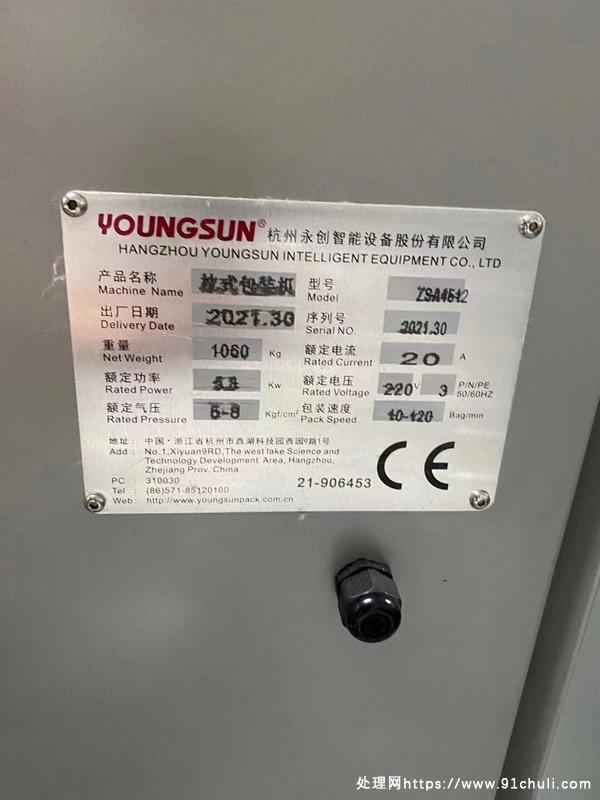 YOUNGSUN® 杭州永创智能设备股份有限公司
HANGZHOU YOUNGSUN INTELLIGENT EQUIPMENT CO., LTD
产品名称 式包装机 型号 ZSA4512
Machine Name Model
出厂日期 2021.30 序列号 2021.30
Delivery Date Serial NO.
重量 1060 Kg 额定电流 20 A
Net Weight Rated Current
额定功率 Kw 额定电压 220V 3 P/N/PE
Rated Power Rated Voltage 50/60HZ
额定气压 6-8 Kgf/cm² 包装速度 10-120 Bag/min
Rated Pressure Pack Speed
地址: 中国·浙江省杭州市西湖科技园西园9路1号
Add: No.1,Xiyuan9RD,The west lake Science and
Technology Development Area, Hangzhou,
Zhejiang Prov. China
PC: 310030
Tel: (86)571-85120100
Web: http://www.youngsunpack.com.cn
21-906453 CE
处理网https://www.91chuli.com